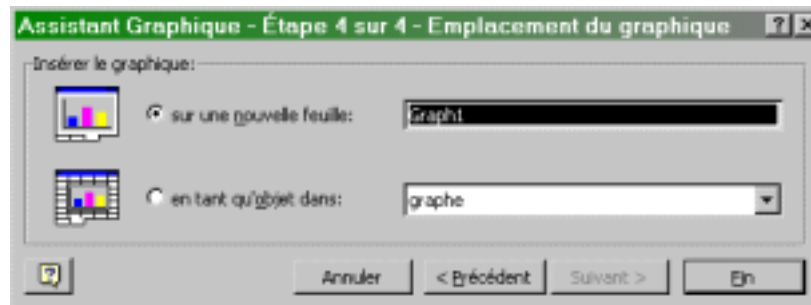 Assistant Graphique - Étape 4 sur 4 - Emplacement du graphique
Insérer le graphique:
sur une nouvelle feuille: Graph1
en tant qu'objet dans: graphe
Annuler < Précédent Suivant > Fin